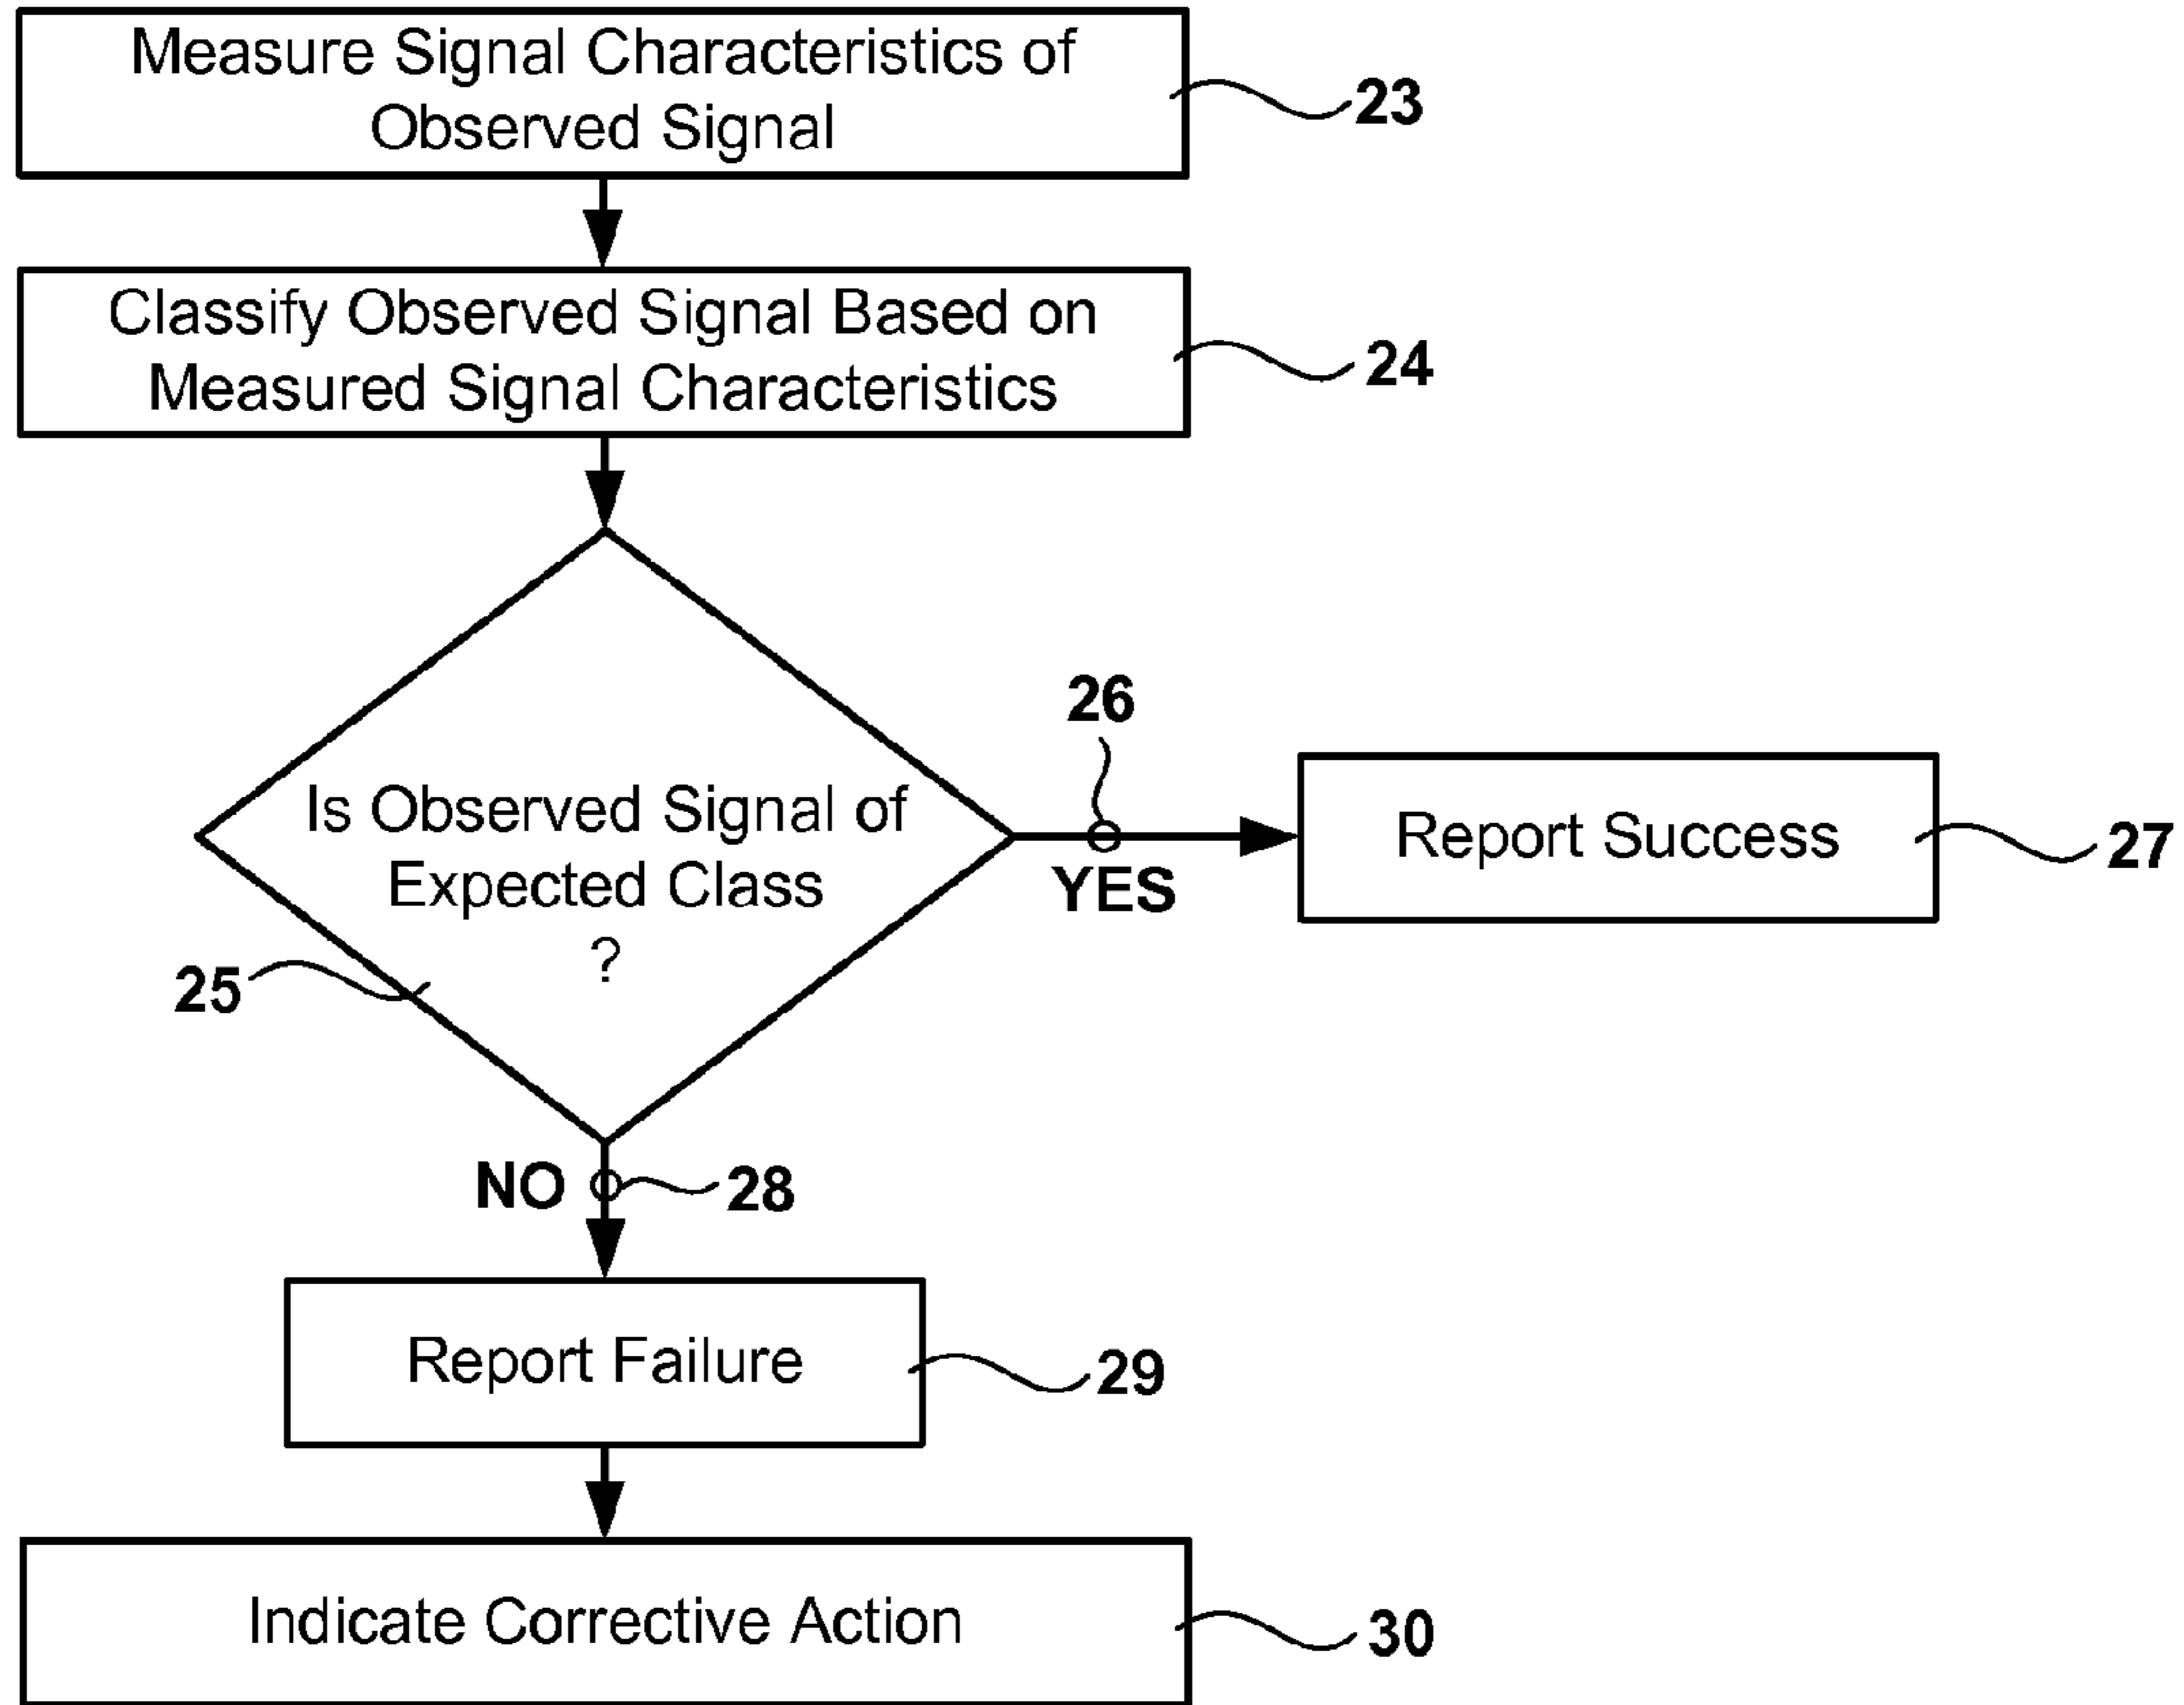 Measure Signal Characteristics of
Observed Signal
23
Classify Observed Signal Based on
Measured Signal Characteristics
24
Is Observed Signal of
Expected Class
?
25
26
YES
Report Success
27
NO
28
Report Failure
29
Indicate Corrective Action
30